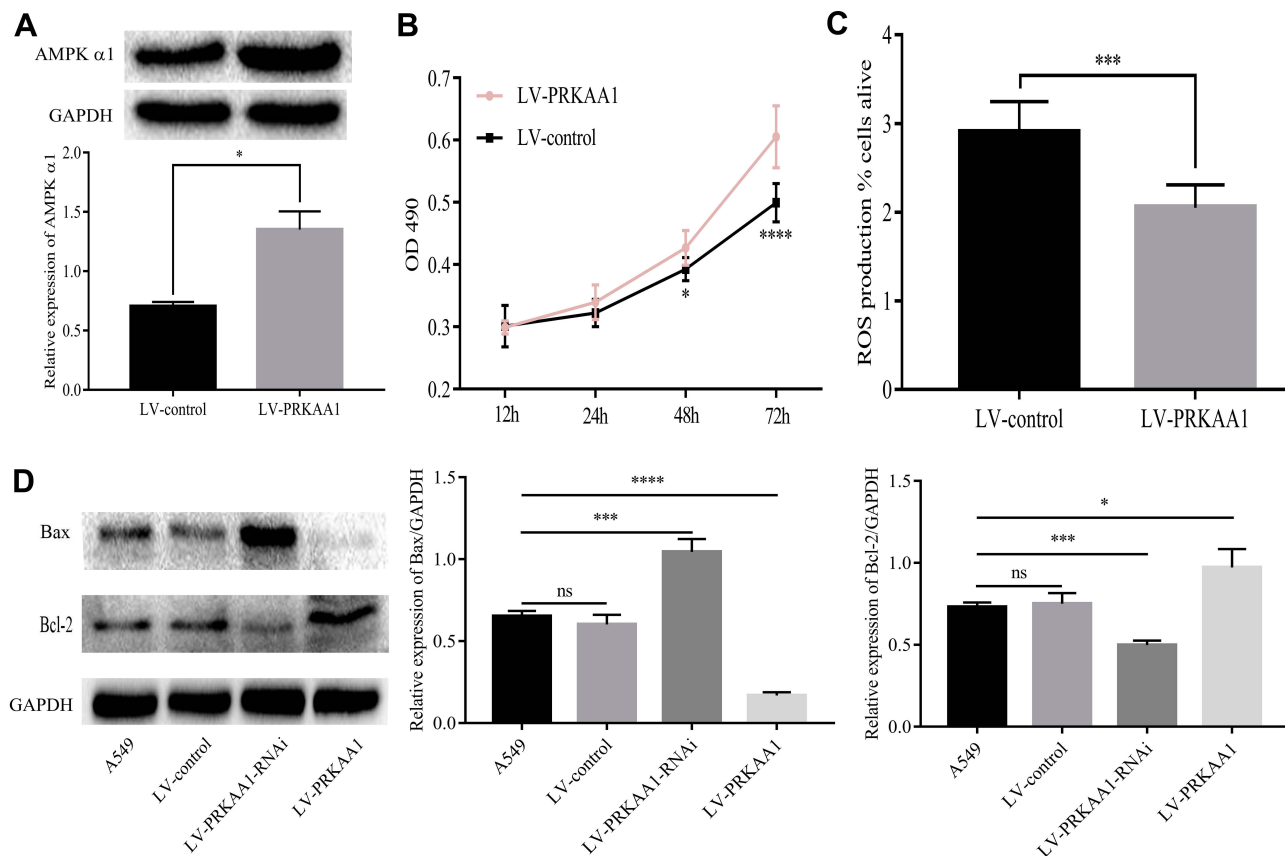 A
AMPK α1
GAPDH
Relative expression of AMPK α1
2.0
1.5
1.0
0.5
0.0
*
LV-control
LV-PRKAA1
B
LV-PRKAA1
LV-control
OD 490
0.7
0.6
0.5
0.4
0.3
0.2
*
****
12h
24h
48h
72h
C
ROS production % cells alive
4
3
2
1
0
***
LV-control
LV-PRKAA1
D
Bax
Bcl-2
GAPDH
A549
LV-control
LV-PRKAA1-RNAi
LV-PRKAA1
Relative expression of Bax/GAPDH
1.5
1.0
0.5
0.0
****
***
ns
A549
LV-control
LV-PRKAA1-RNAi
LV-PRKAA1
Relative expression of Bcl-2/GAPDH
1.5
1.0
0.5
0.0
*
***
ns
A549
LV-control
LV-PRKAA1-RNAi
LV-PRKAA1